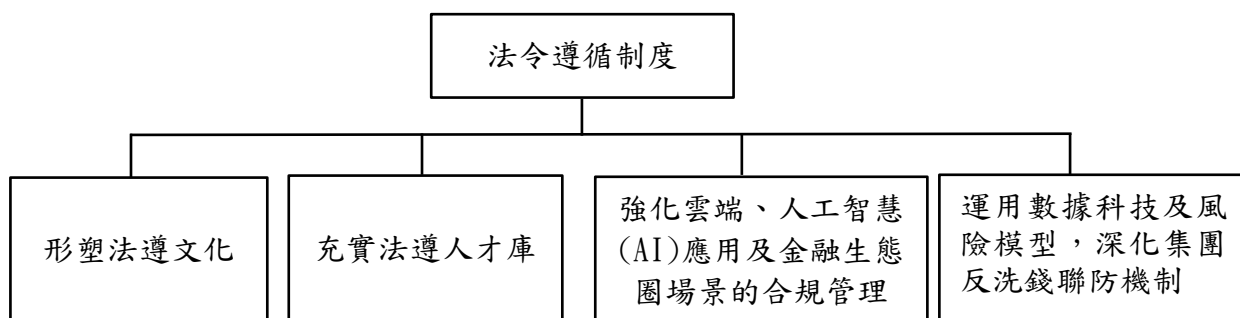 法令遵循制度
形塑法遵文化
充實法遵人才庫
強化雲端、人工智慧
(AI)應用及金融生態
圈場景的合規管理
運用數據科技及風
險模型，深化集團
反洗錢聯防機制